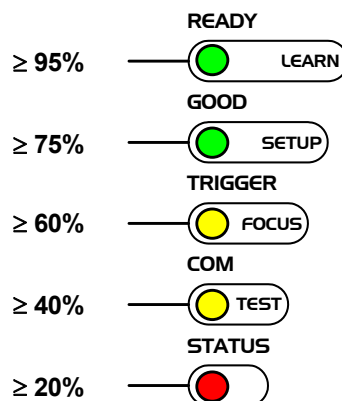 READY
≥ 95% LEARN
GOOD
≥ 75% SETUP
TRIGGER
≥ 60% FOCUS
COM
≥ 40% TEST
STATUS
≥ 20%